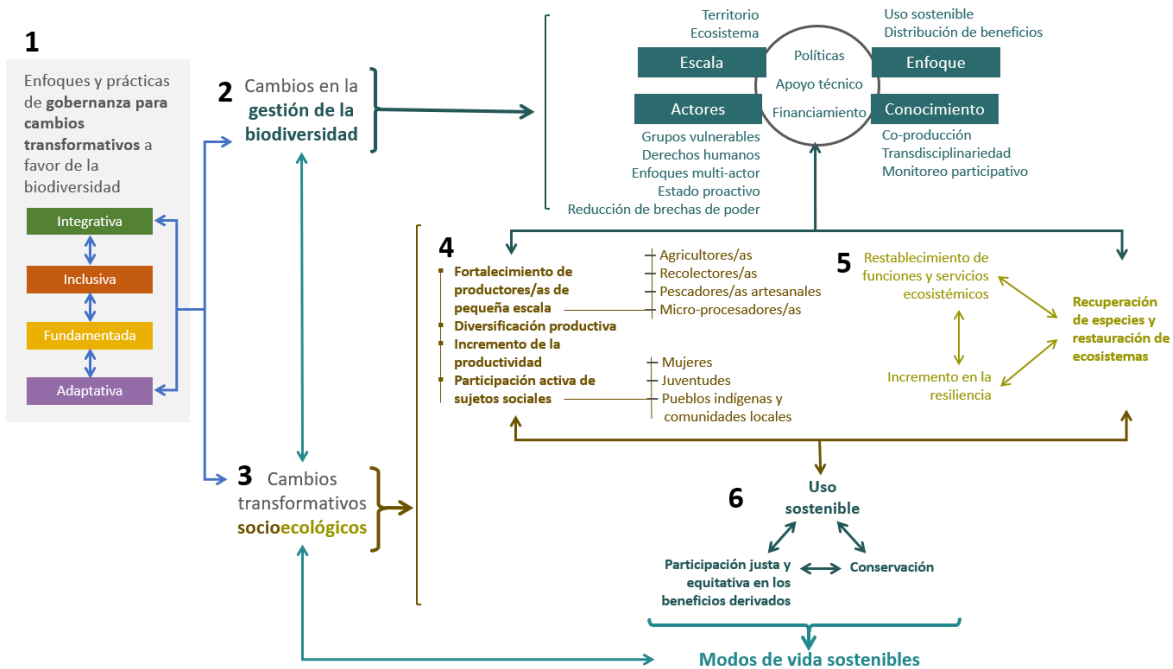 1
Enfoques y prácticas
de gobernanza para
cambios
transformativos a
favor de la
biodiversidad
Integrativa
Inclusiva
Fundamentada
Adaptativa
2
Cambios en la
gestión de la
biodiversidad
Territorio
Ecosistema
Escala
Uso sostenible
Distribución de beneficios
Enfoque
Políticas
Apoyo técnico
Financiamiento
Actores
Grupos vulnerables
Derechos humanos
Enfoques multi-actor
Estado proactivo
Reducción de brechas de poder
Conocimiento
Co-producción
Transdisciplinariedad
Monitoreo participativo
3
Cambios
transformativos
socioecológicos
4
Fortalecimiento de
productores/as de
pequeña escala
Diversificación productiva
Incremento de la
productividad
Participación activa de
sujetos sociales
Agricultores/as
Recolectores/as
Pescadores/as artesanales
Micro-procesadores/as
Mujeres
Juventudes
Pueblos indígenas y
comunidades locales
5
Restablecimiento de
funciones y servicios
ecosistémicos
Incremento en la
resiliencia
Recuperación
de especies y
restauración de
ecosistemas
6
Uso
sostenible
Participación justa y
equitativa en los
beneficios derivados
Conservación
Modos de vida sostenibles